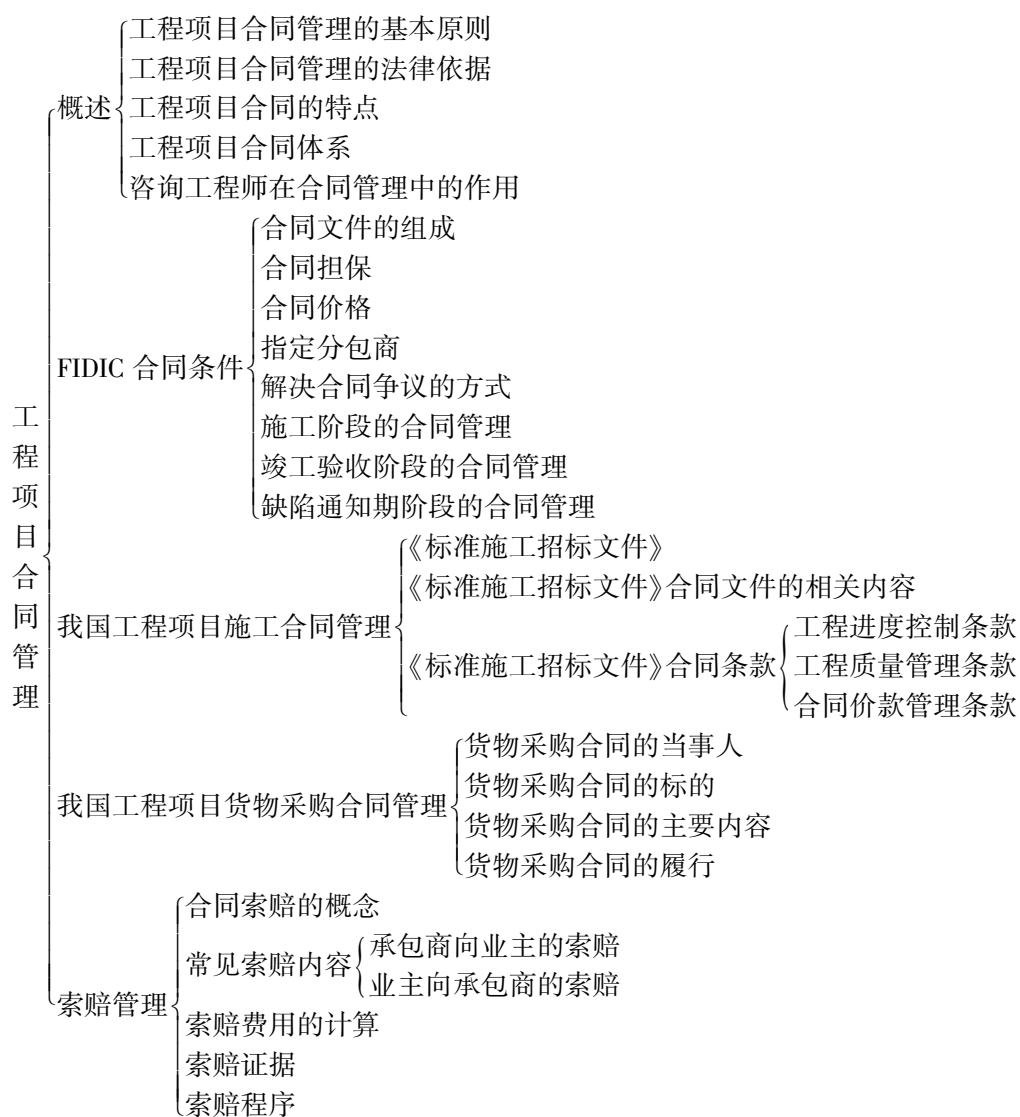 工程项目合同管理
概述
工程项目合同管理的基本原则
工程项目合同管理的法律依据
工程项目合同的特点
工程项目合同体系
咨询工程师在合同管理中的作用
FIDIC 合同条件
合同文件的组成
合同担保
合同价格
指定分包商
解决合同争议的方式
施工阶段的合同管理
竣工验收阶段的合同管理
缺陷通知期阶段的合同管理
我国工程项目施工合同管理
《标准施工招标文件》
《标准施工招标文件》合同文件的相关内容
《标准施工招标文件》合同条款
工程进度控制条款
工程质量管理条款
合同价款管理条款
我国工程项目货物采购合同管理
货物采购合同的当事人
货物采购合同的标的
货物采购合同的主要内容
货物采购合同的履行
索赔管理
合同索赔的概念
常见索赔内容
承包商向业主的索赔
业主向承包商的索赔
索赔费用的计算
索赔证据
索赔程序